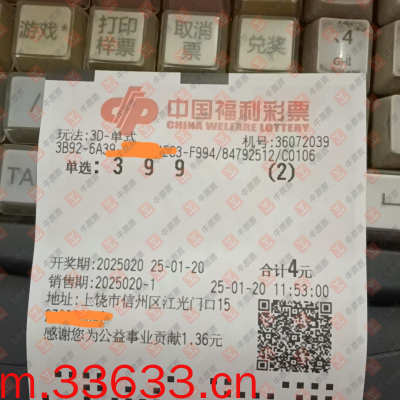 游戏
打印
样票
取消
票
兑奖
-4
GHI
TA
中国福利彩票
CHINA WELFARE LOTTERY
玩法:3D-单式 机号:36072039
3B92-6A39- C3-F994/84792512/C0106
单选: 3 9 9 (2)
开奖期:2025020 25-01-20 合计4元
销售期:2025020-1 25-01-20 11:53:00
地址:上饶市信州区江光门口15
感谢您为公益事业贡献1.36元
m.33633.cn